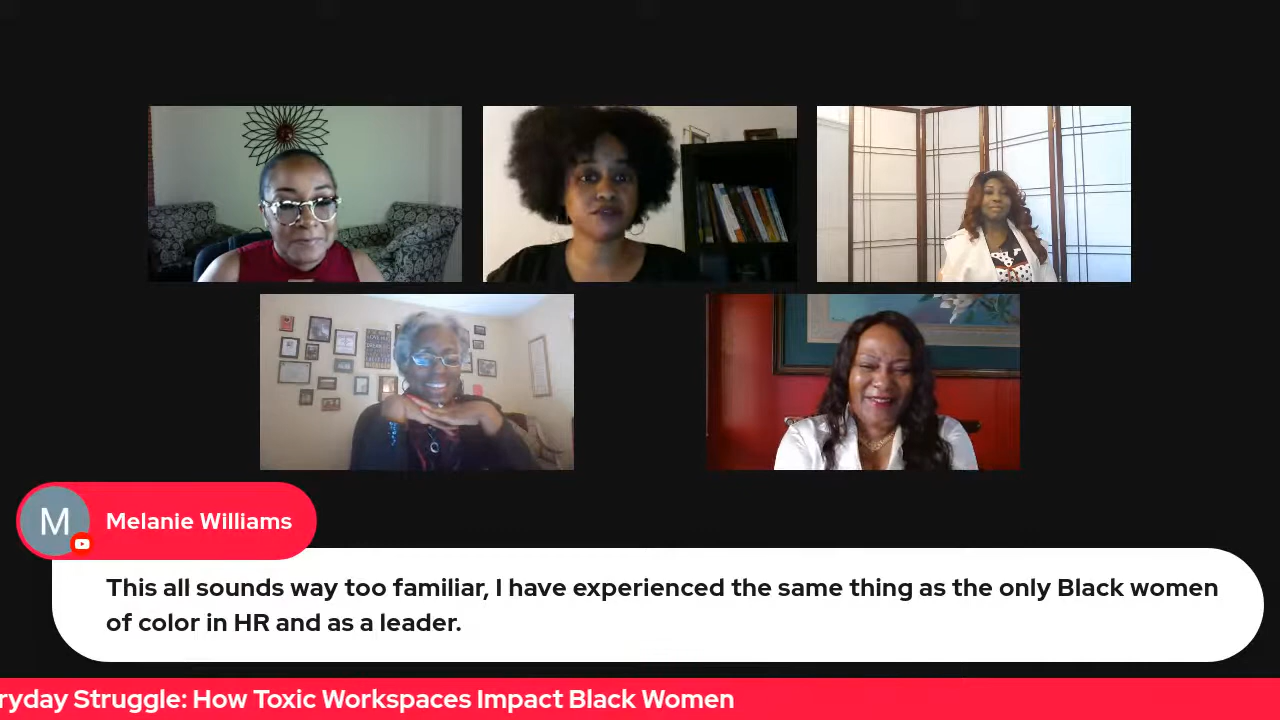 M
Melanie Williams
This all sounds way too familiar, I have experienced the same thing as the only Black women
of color in HR and as a leader.
ryday Struggle: How Toxic Workspaces Impact Black Women